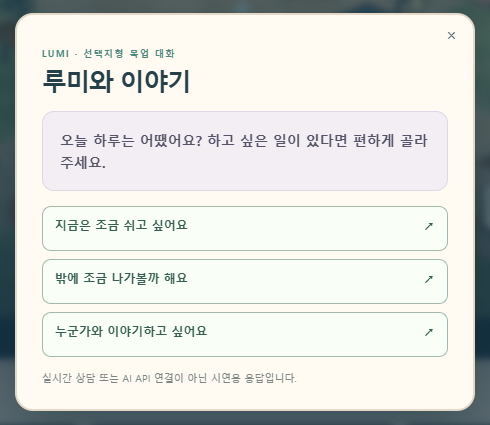 ×
LUMI · 선택지형 목업 대화
루미와 이야기
오늘 하루는 어땠어요? 하고 싶은 일이 있다면 편하게 골라
주세요.
지금은 조금 쉬고 싶어요 ↗
밖에 조금 나가볼까 해요 ↗
누군가와 이야기하고 싶어요 ↗
실시간 상담 또는 AI API 연결이 아닌 시연용 응답입니다.